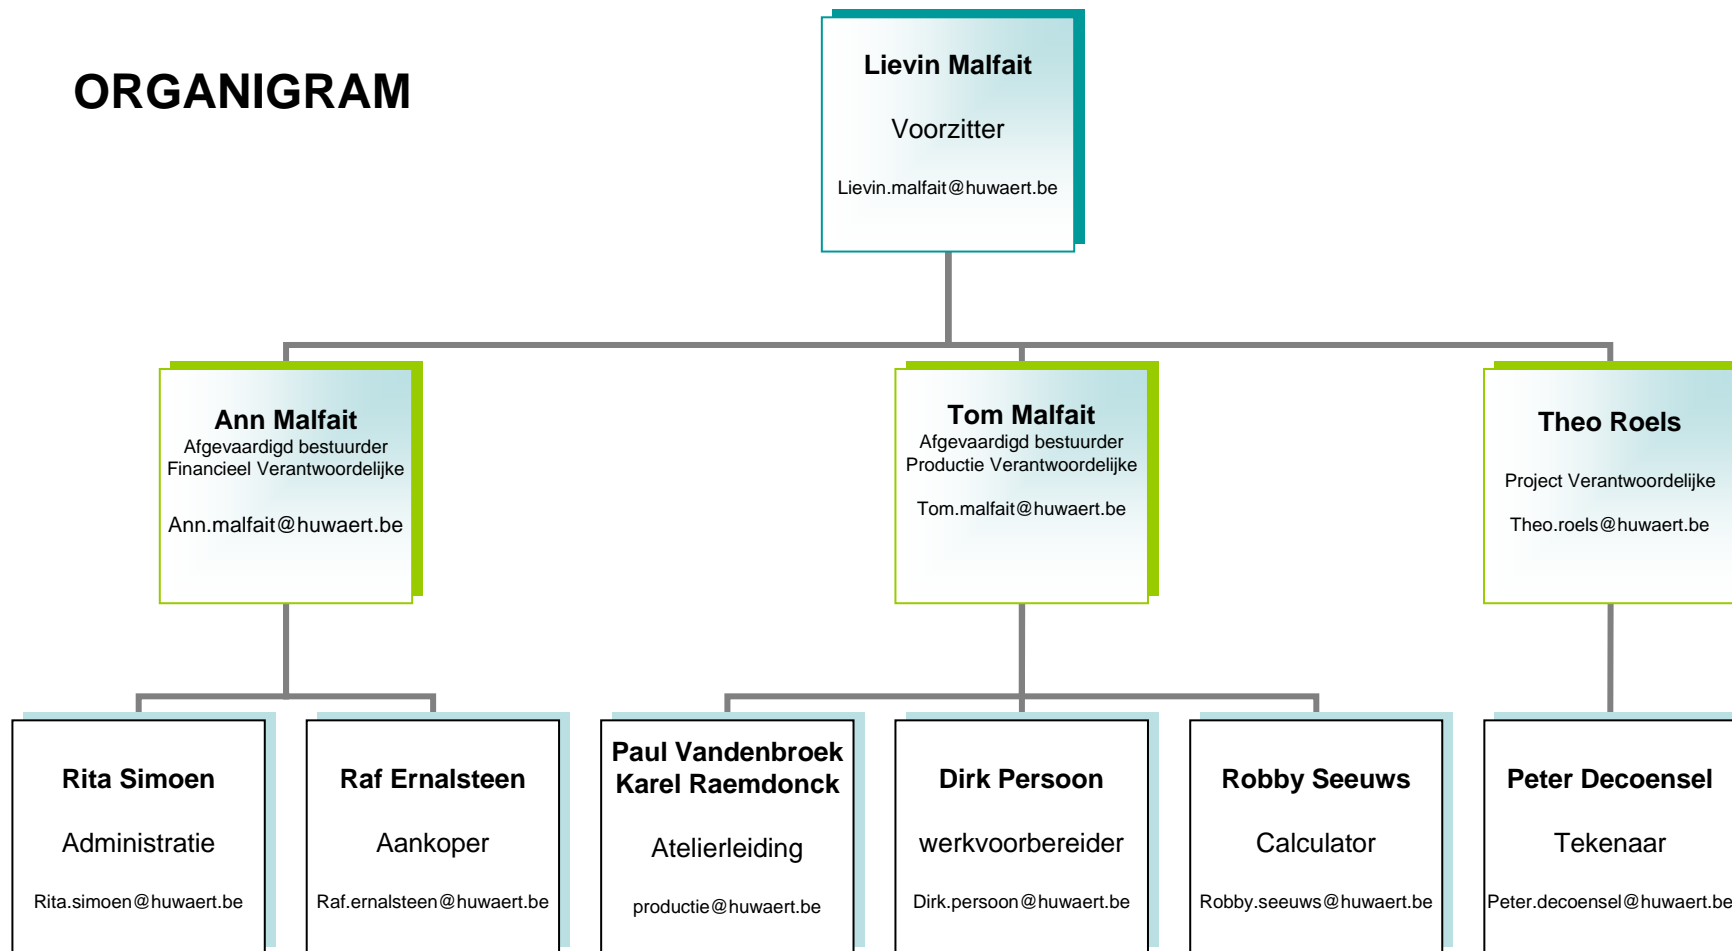 ORGANIGRAM
Lievin Malfait
Voorzitter
Lievin.malfait@huwaert.be
Ann Malfait
Afgevaardigd bestuurder
Financieel Verantwoordelijke
Ann.malfait@huwaert.be
Tom Malfait
Afgevaardigd bestuurder
Productie Verantwoordelijke
Tom.malfait@huwaert.be
Theo Roels
Project Verantwoordelijke
Theo.roels@huwaert.be
Rita Simoen
Administratie
Rita.simoen@huwaert.be
Raf Ernalsteen
Aankoper
Raf.ernalsteen@huwaert.be
Paul Vandenbroek
Karel Raemdonck
Atelierleiding
productie@huwaert.be
Dirk Persoon
werkvoorbereider
Dirk.persoon@huwaert.be
Robby Seeuws
Calculator
Robby.seeuws@huwaert.be
Peter Decoensel
Tekenaar
Peter.decoensel@huwaert.be